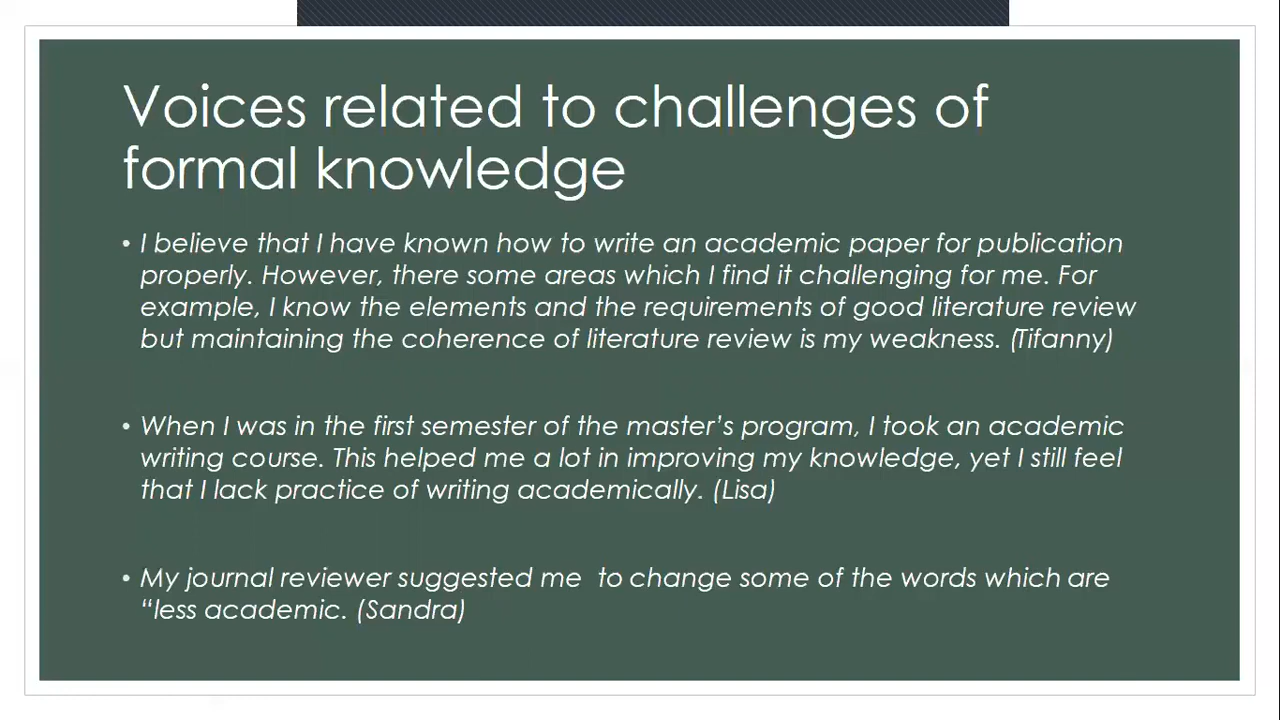 Voices related to challenges of
formal knowledge
• I believe that I have known how to write an academic paper for publication
properly. However, there some areas which I find it challenging for me. For
example, I know the elements and the requirements of good literature review
but maintaining the coherence of literature review is my weakness. (Tifanny)
• When I was in the first semester of the master's program, I took an academic
writing course. This helped me a lot in improving my knowledge, yet I still feel
that I lack practice of writing academically. (Lisa)
• My journal reviewer suggested me  to change some of the words which are
“less academic. (Sandra)